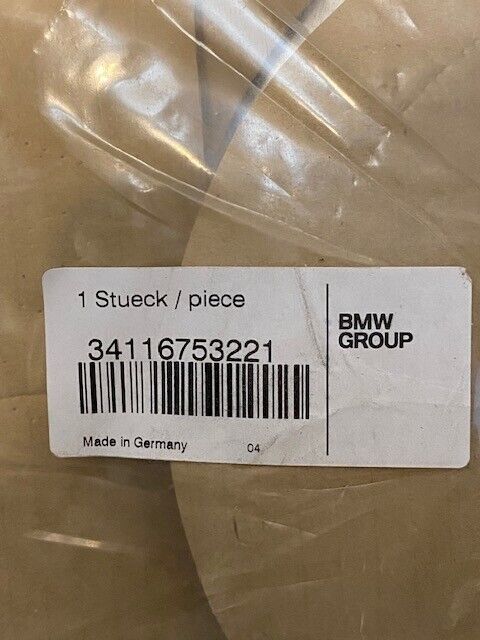 1 Stueck / piece
34116753221
Made in Germany
04
BMW
GROUP